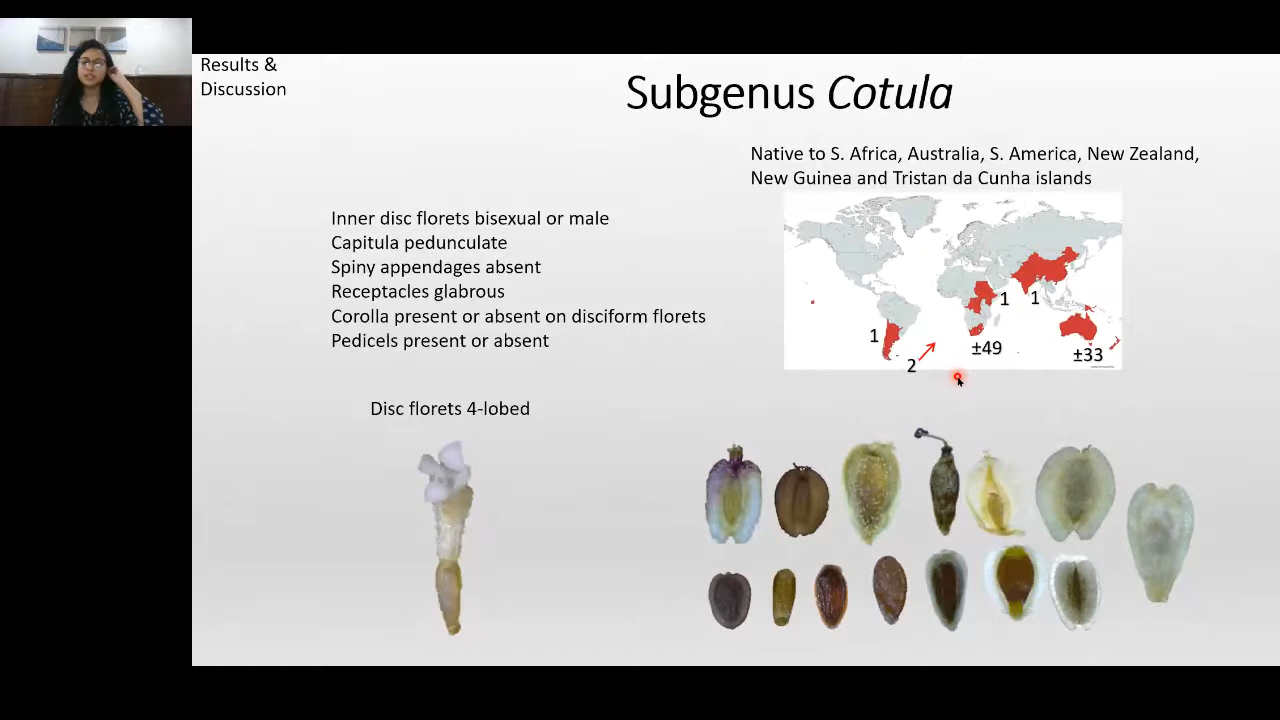 Results &
Discussion
Subgenus Cotula
Native to S. Africa, Australia, S. America, New Zealand,
New Guinea and Tristan da Cunha islands
Inner disc florets bisexual or male
Capitula pedunculate
Spiny appendages absent
Receptacles glabrous
Corolla present or absent on disciform florets
Pedicels present or absent
1
1
1
2
±49
±33
Disc florets 4-lobed